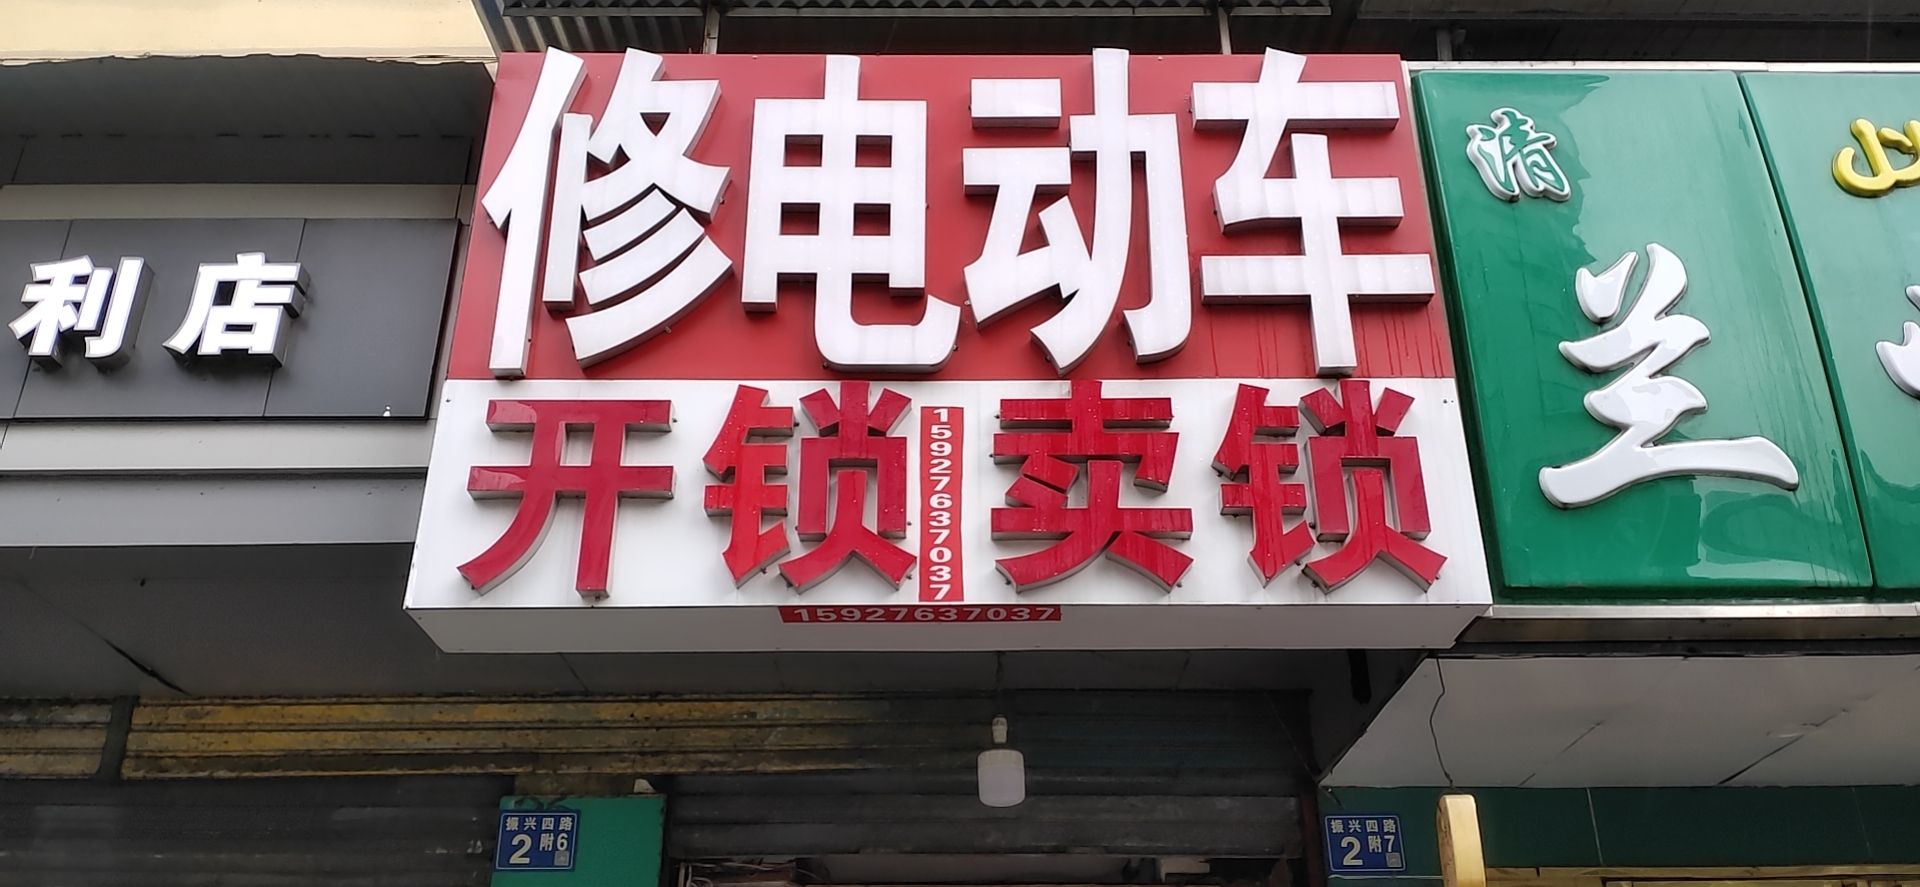 利店
修电动车
开锁 卖锁
15927637037
15927637037
清
山
兰
振兴四路
2附6
振兴四路
2附7